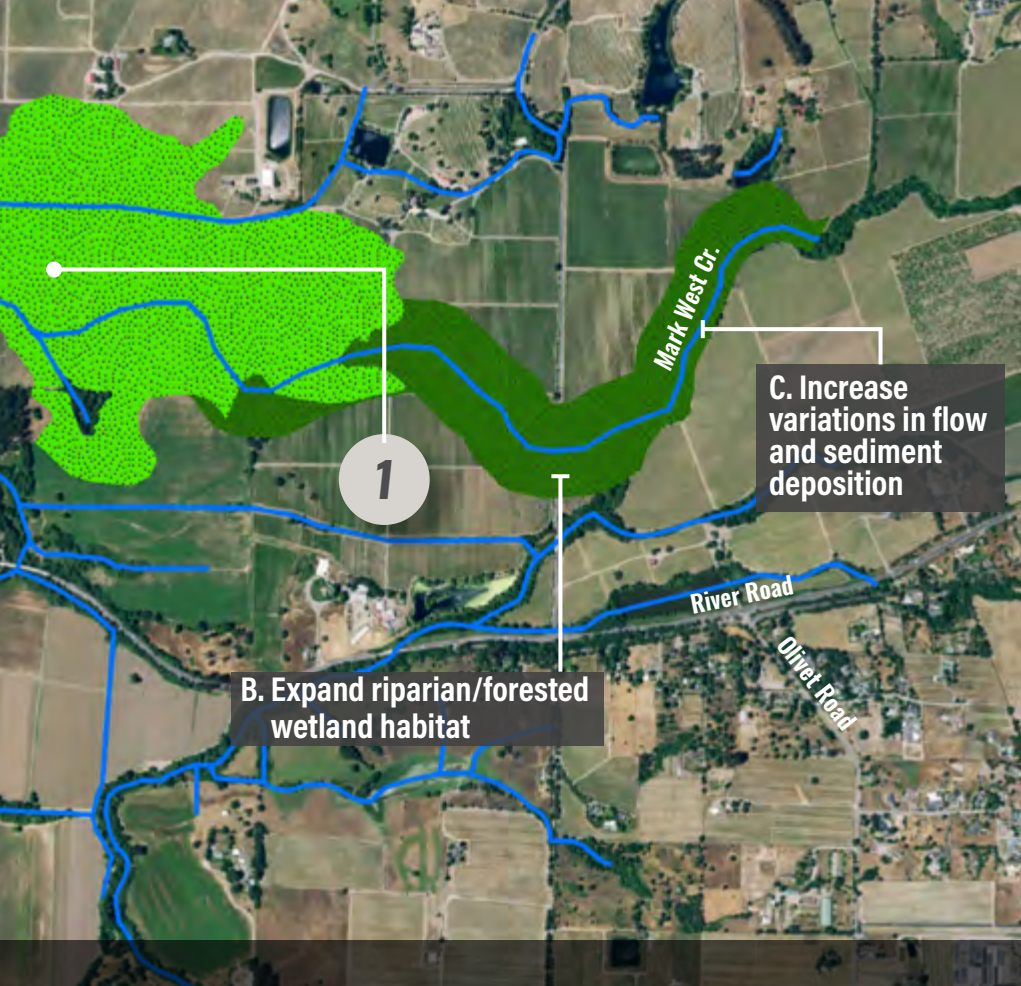 Mark West Cr.
C. Increase
variations in flow
and sediment
deposition
1
River Road
Olivet Road
B. Expand riparian/forested
wetland habitat